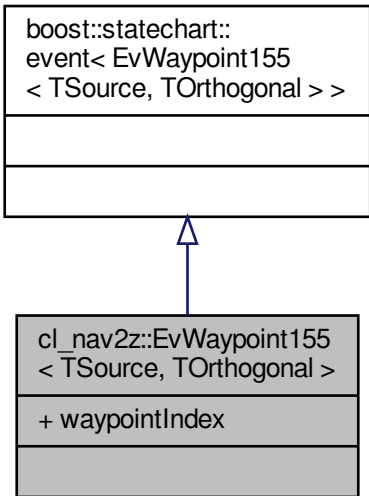 boost::statechart::
event< EvWaypoint155
< TSource, TOrthogonal > >
cl_nav2z::EvWaypoint155
< TSource, TOrthogonal >
+ waypointIndex